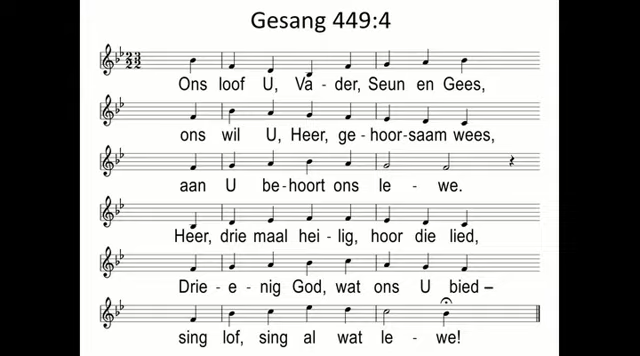 Gesang 449:4
Ons loof U, Va - der, Seun en Gees,
ons wil U, Heer, ge - hoor-saam wees,
aan U be-hoort ons le - we.
Heer, drie maal hei - lig, hoor die lied,
Drie - e - nig God, wat ons U bied –
sing lof, sing al wat le - we!